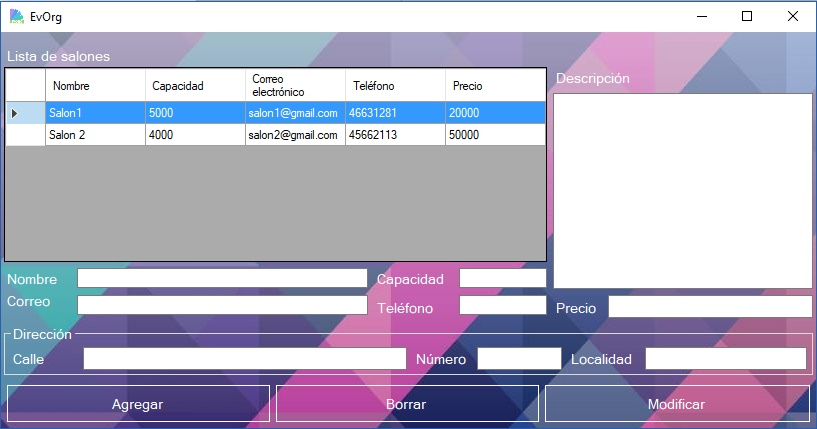 EvOrg
Lista de salones
Nombre Capacidad Correo electrónico Teléfono Precio
Salon1 5000 salon1@gmail.com 46631281 20000
Salon 2 4000 salon2@gmail.com 45662113 50000
Descripción
Nombre Capacidad
Correo Teléfono Precio
Dirección
Calle Número Localidad
Agregar Borrar Modificar